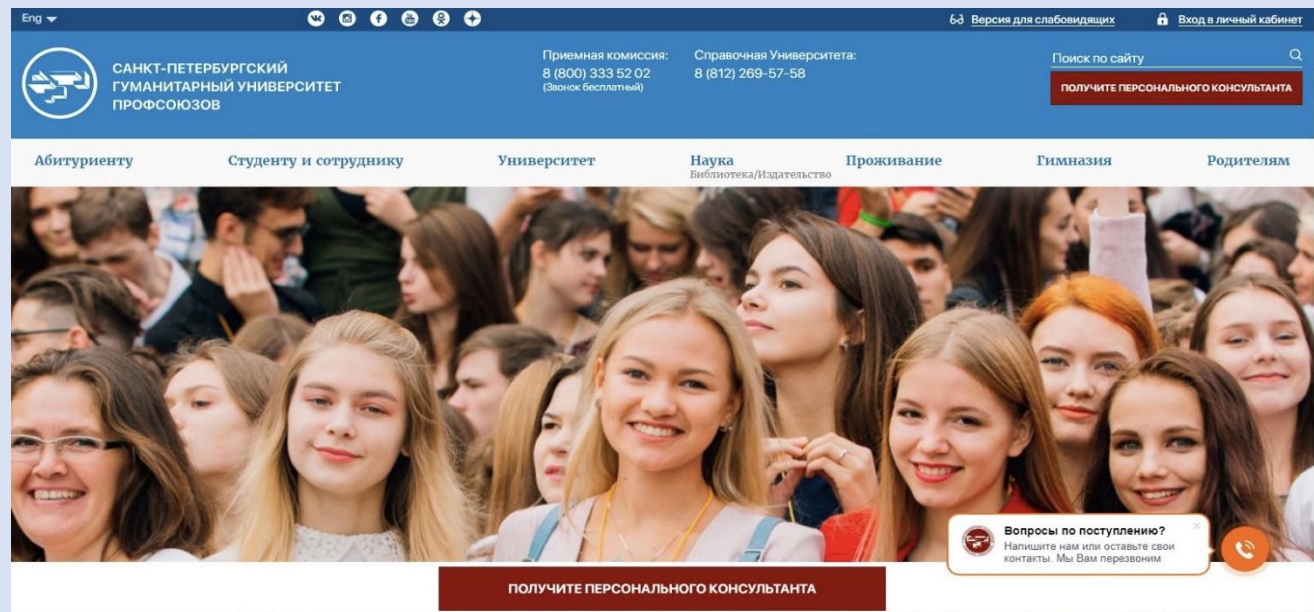 Eng
Версия для слабовидящих
Вход в личный кабинет
САНКТ-ПЕТЕРБУРГСКИЙ
ГУМАНИТАРНЫЙ УНИВЕРСИТЕТ
ПРОФСОЮЗОВ
Приемная комиссия:
8 (800) 333 52 02
(Звонок бесплатный)
Справочная Университета:
8 (812) 269-57-58
Поиск по сайту
ПОЛУЧИТЕ ПЕРСОНАЛЬНОГО КОНСУЛЬТАНТА
Абитуриенту
Студенту и сотруднику
Университет
Наука
Библиотека/Издательство
Проживание
Гимназия
Родителям
Вопросы по поступлению?
Напишите нам или оставьте свои
контакты. Мы Вам перезвоним
ПОЛУЧИТЕ ПЕРСОНАЛЬНОГО КОНСУЛЬТАНТА